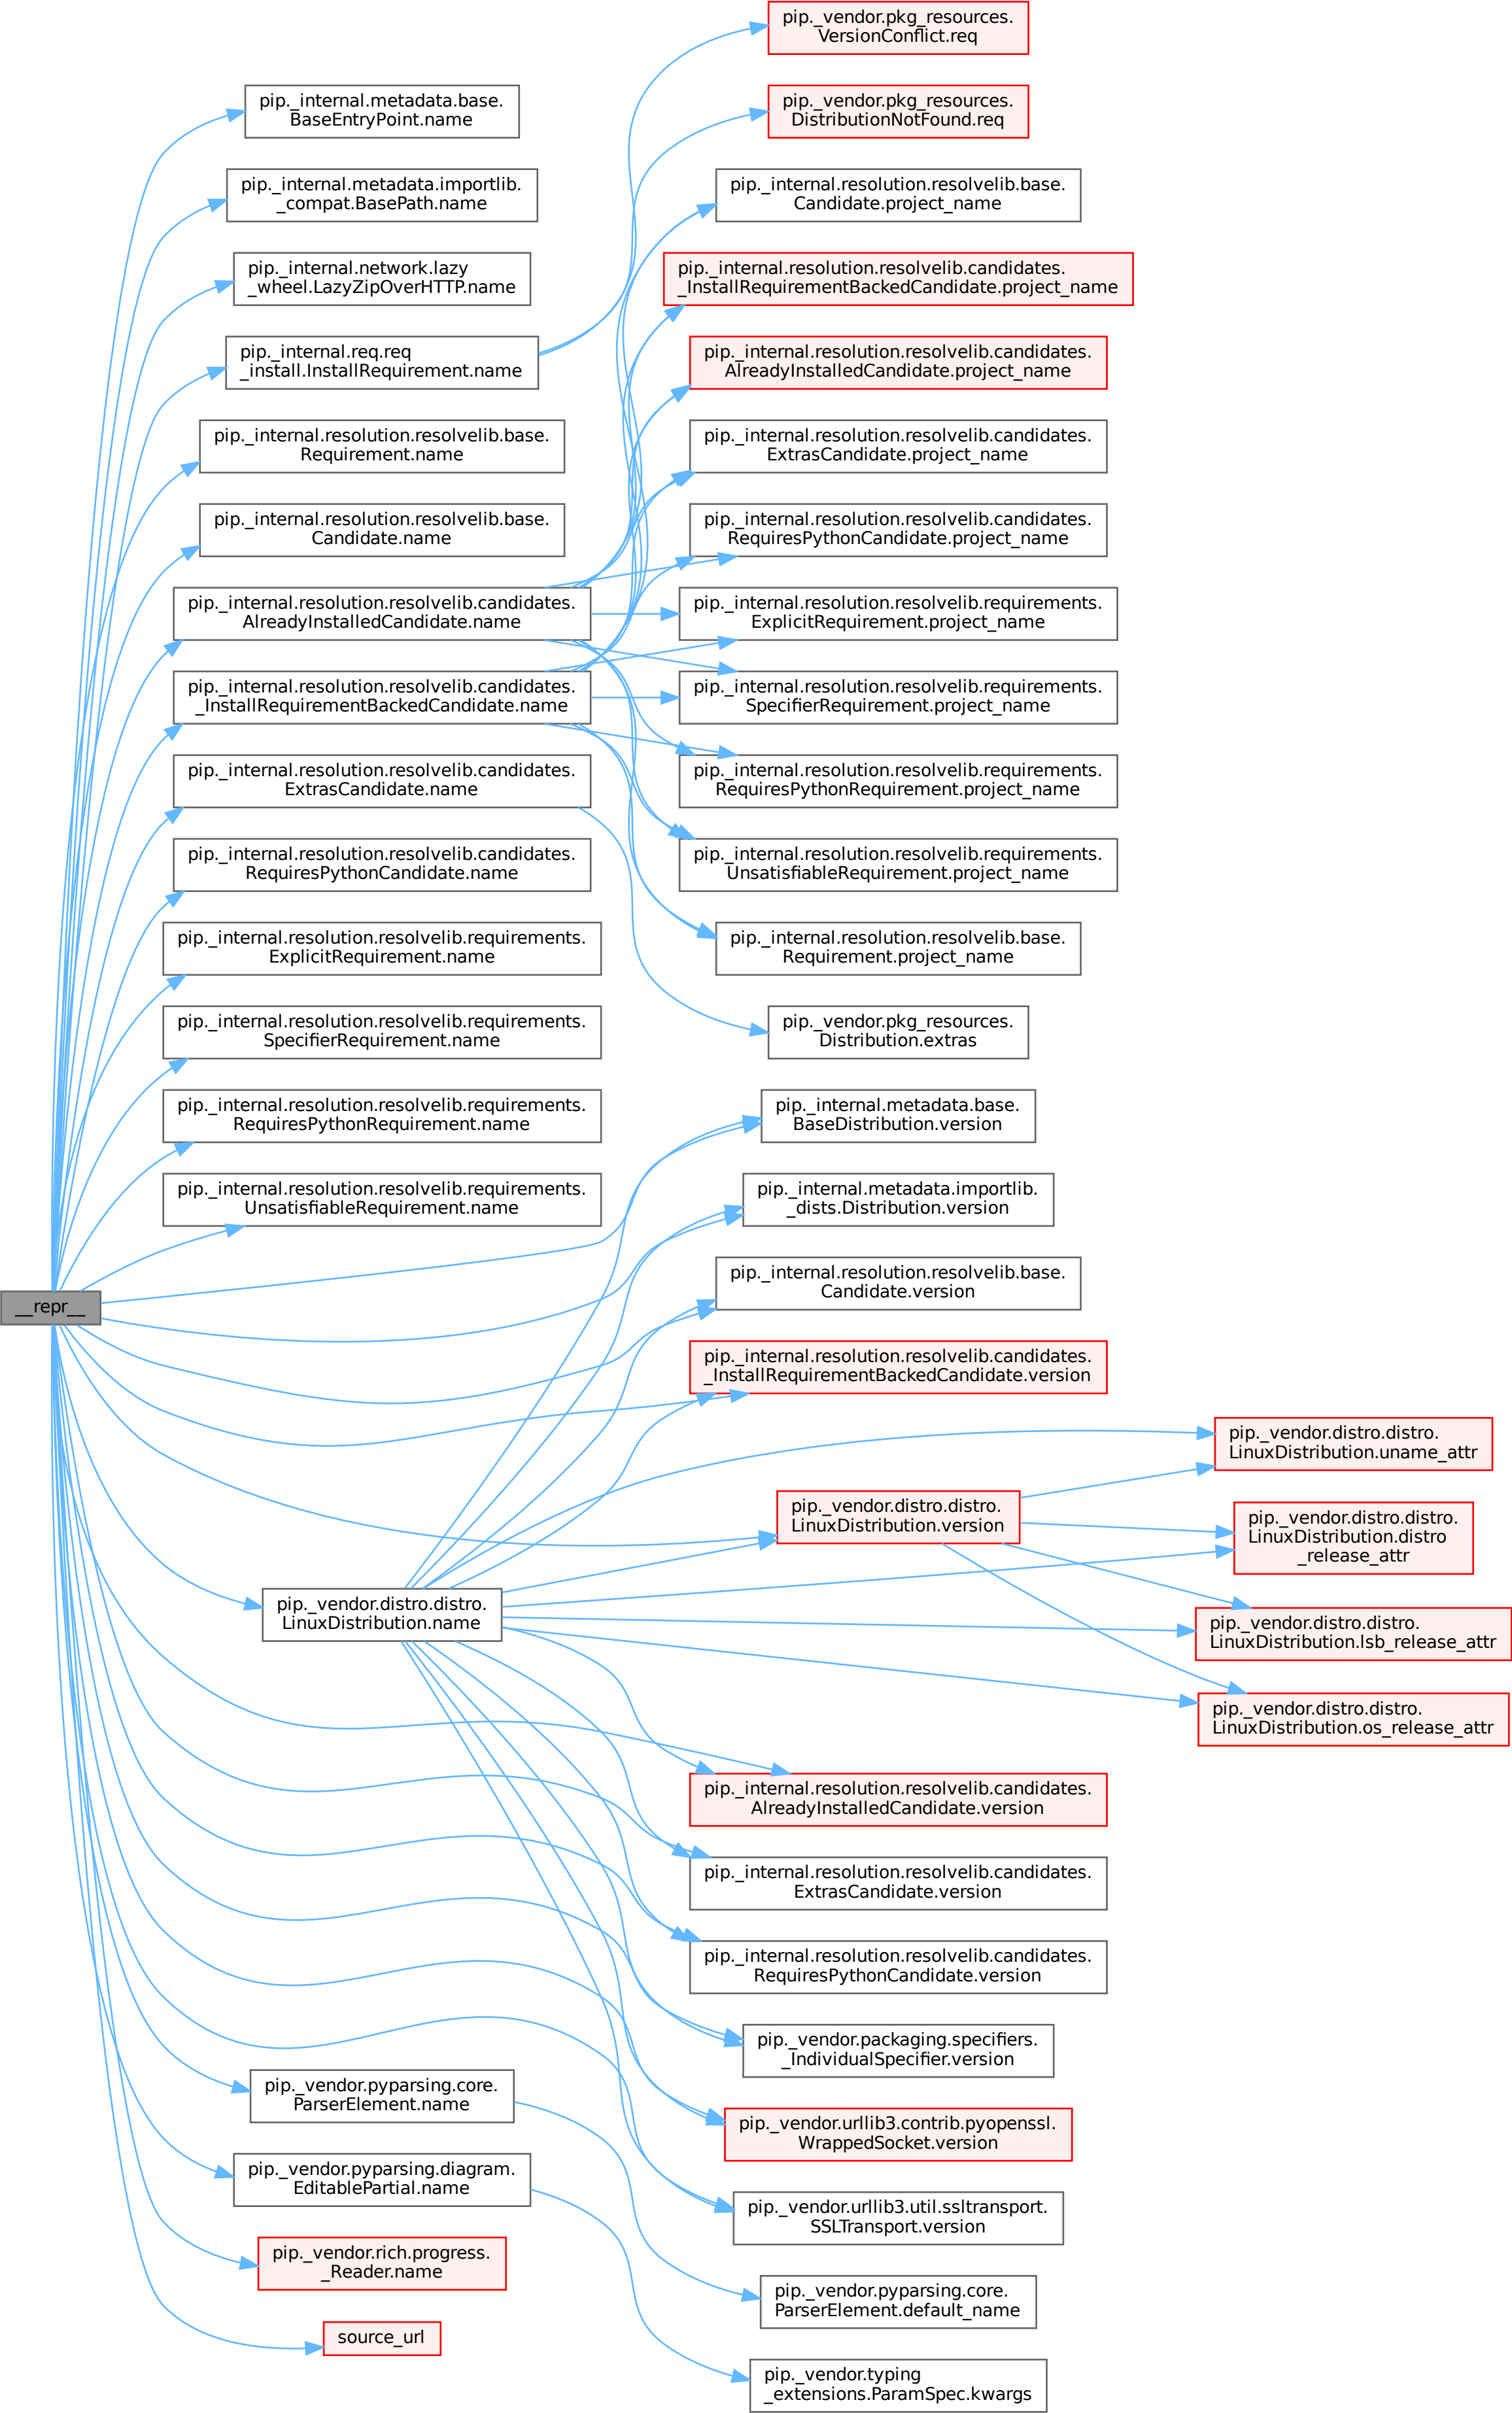 pip._vendor.pkg_resources.
VersionConflict.req
pip._internal.metadata.base.
BaseEntryPoint.name
pip._vendor.pkg_resources.
DistributionNotFound.req
pip._internal.metadata.importlib.
_compat.BasePath.name
pip._internal.resolution.resolvelib.base.
Candidate.project_name
pip._internal.network.lazy
_wheel.LazyZipOverHTTP.name
pip._internal.resolution.resolvelib.candidates.
_InstallRequirementBackedCandidate.project_name
pip._internal.req.req
_install.InstallRequirement.name
pip._internal.resolution.resolvelib.candidates.
AlreadyInstalledCandidate.project_name
pip._internal.resolution.resolvelib.base.
Requirement.name
pip._internal.resolution.resolvelib.candidates.
ExtrasCandidate.project_name
pip._internal.resolution.resolvelib.base.
Candidate.name
pip._internal.resolution.resolvelib.candidates.
RequiresPythonCandidate.project_name
pip._internal.resolution.resolvelib.candidates.
AlreadyInstalledCandidate.name
pip._internal.resolution.resolvelib.requirements.
ExplicitRequirement.project_name
pip._internal.resolution.resolvelib.candidates.
_InstallRequirementBackedCandidate.name
pip._internal.resolution.resolvelib.requirements.
SpecifierRequirement.project_name
pip._internal.resolution.resolvelib.candidates.
ExtrasCandidate.name
pip._internal.resolution.resolvelib.requirements.
RequiresPythonRequirement.project_name
pip._internal.resolution.resolvelib.candidates.
RequiresPythonCandidate.name
pip._internal.resolution.resolvelib.requirements.
UnsatisfiableRequirement.project_name
pip._internal.resolution.resolvelib.requirements.
ExplicitRequirement.name
pip._internal.resolution.resolvelib.base.
Requirement.project_name
pip._internal.resolution.resolvelib.requirements.
SpecifierRequirement.name
pip._vendor.pkg_resources.
Distribution.extras
pip._internal.resolution.resolvelib.requirements.
RequiresPythonRequirement.name
pip._internal.metadata.base.
BaseDistribution.version
pip._internal.resolution.resolvelib.requirements.
UnsatisfiableRequirement.name
pip._internal.metadata.importlib.
_dists.Distribution.version
__repr__
pip._internal.resolution.resolvelib.base.
Candidate.version
pip._internal.resolution.resolvelib.candidates.
_InstallRequirementBackedCandidate.version
pip._vendor.distro.distro.
LinuxDistribution.uname_attr
pip._vendor.distro.distro.
LinuxDistribution.version
pip._vendor.distro.distro.
LinuxDistribution.distro
_release_attr
pip._vendor.distro.distro.
LinuxDistribution.name
pip._vendor.distro.distro.
LinuxDistribution.lsb_release_attr
pip._vendor.distro.distro.
LinuxDistribution.os_release_attr
pip._internal.resolution.resolvelib.candidates.
AlreadyInstalledCandidate.version
pip._internal.resolution.resolvelib.candidates.
ExtrasCandidate.version
pip._internal.resolution.resolvelib.candidates.
RequiresPythonCandidate.version
pip._vendor.packaging.specifiers.
_IndividualSpecifier.version
pip._vendor.pyparsing.core.
ParserElement.name
pip._vendor.urllib3.contrib.pyopenssl.
WrappedSocket.version
pip._vendor.pyparsing.diagram.
EditablePartial.name
pip._vendor.urllib3.util.ssltransport.
SSLTransport.version
pip._vendor.rich.progress.
_Reader.name
pip._vendor.pyparsing.core.
ParserElement.default_name
source_url
pip._vendor.typing
_extensions.ParamSpec.kwargs